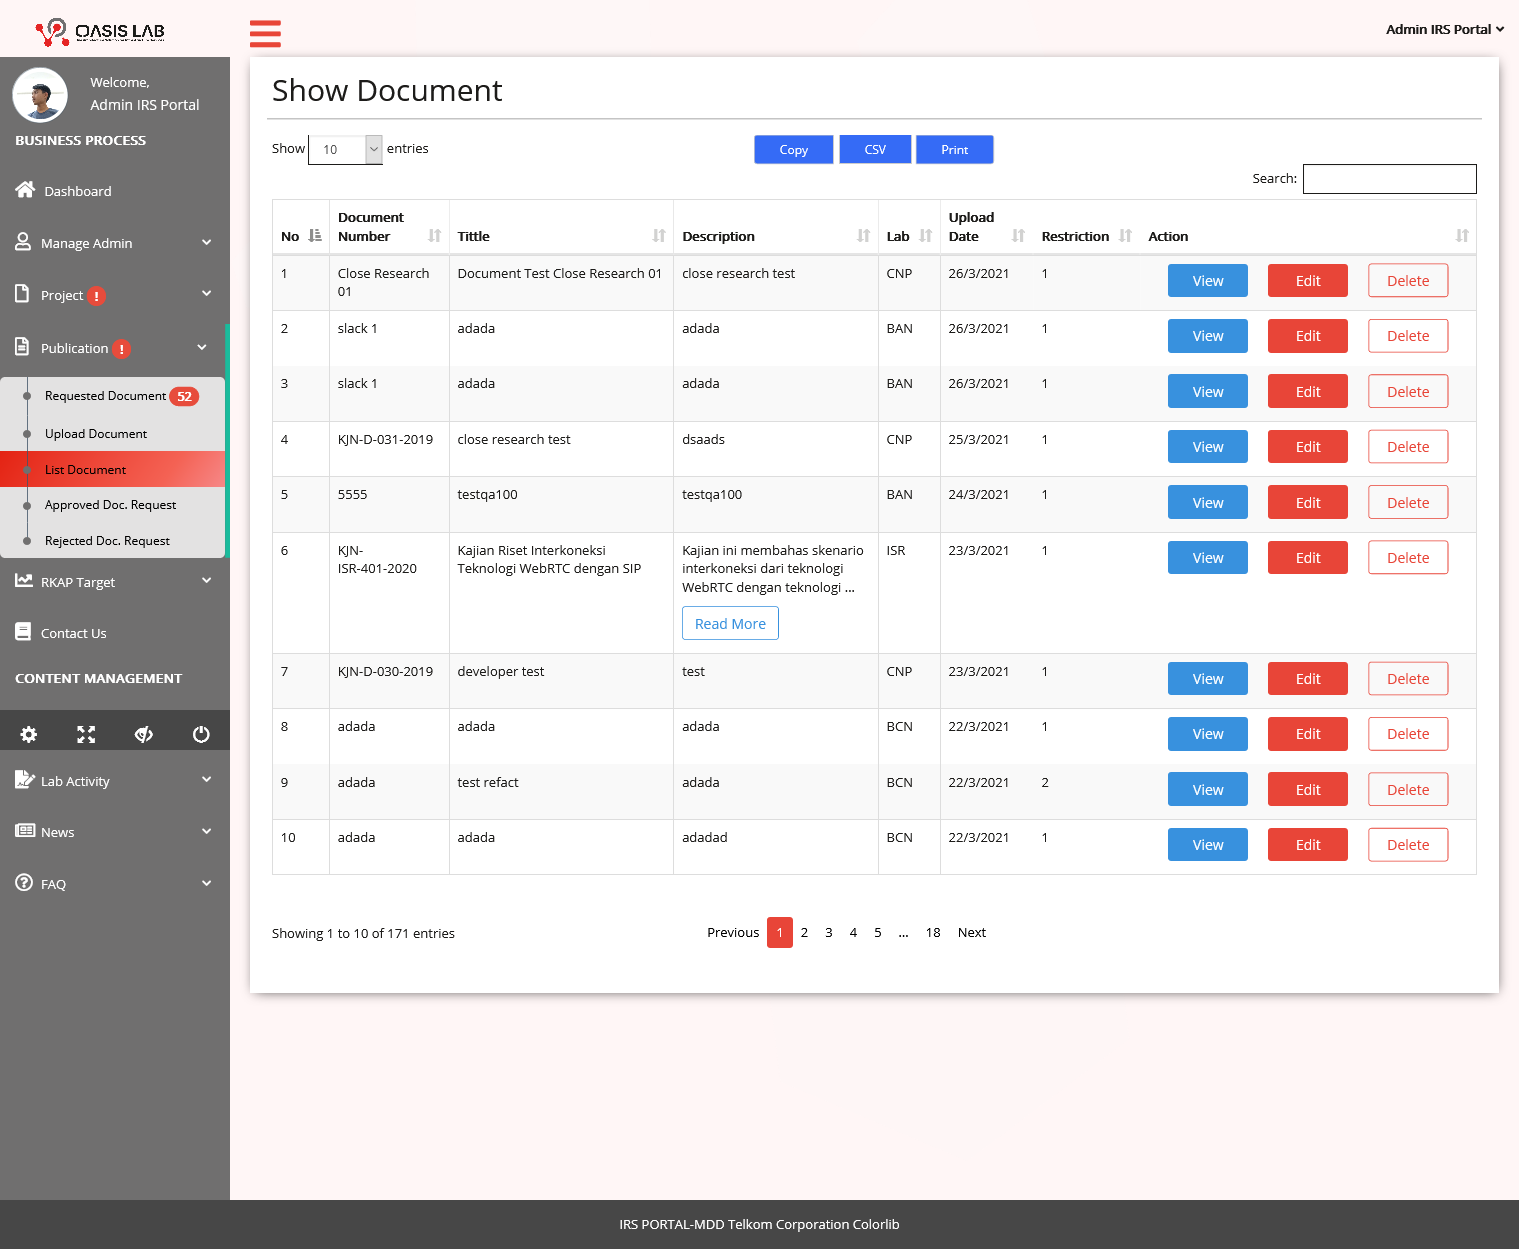 OASIS LAB
Admin IRS Portal
Welcome,
Admin IRS Portal
BUSINESS PROCESS
Dashboard
Manage Admin
Project !
Publication !
Requested Document 52
Upload Document
List Document
Approved Doc. Request
Rejected Doc. Request
RKAP Target
Contact Us
CONTENT MANAGEMENT
Lab Activity
News
FAQ
Show Document
Show 10 entries
Copy CSV Print
Search:
No Document Number Tittle Description Lab Upload Date Restriction Action
1 Close Research 01 Document Test Close Research 01 close research test CNP 26/3/2021 1 View Edit Delete
2 slack 1 adada adada BAN 26/3/2021 1 View Edit Delete
3 slack 1 adada adada BAN 26/3/2021 1 View Edit Delete
4 KJN-D-031-2019 close research test dsaads CNP 25/3/2021 1 View Edit Delete
5 5555 testqa100 testqa100 BAN 24/3/2021 1 View Edit Delete
6 KJN-ISR-401-2020 Kajian Riset Interkoneksi Teknologi WebRTC dengan SIP Kajian ini membahas skenario interkoneksi dari teknologi WebRTC dengan teknologi ... Read More ISR 23/3/2021 1 View Edit Delete
7 KJN-D-030-2019 developer test test CNP 23/3/2021 1 View Edit Delete
8 adada adada adada BCN 22/3/2021 1 View Edit Delete
9 adada test refact adada BCN 22/3/2021 2 View Edit Delete
10 adada adada adadad BCN 22/3/2021 1 View Edit Delete
Showing 1 to 10 of 171 entries
Previous 1 2 3 4 5 ... 18 Next
IRS PORTAL-MDD Telkom Corporation Colorlib